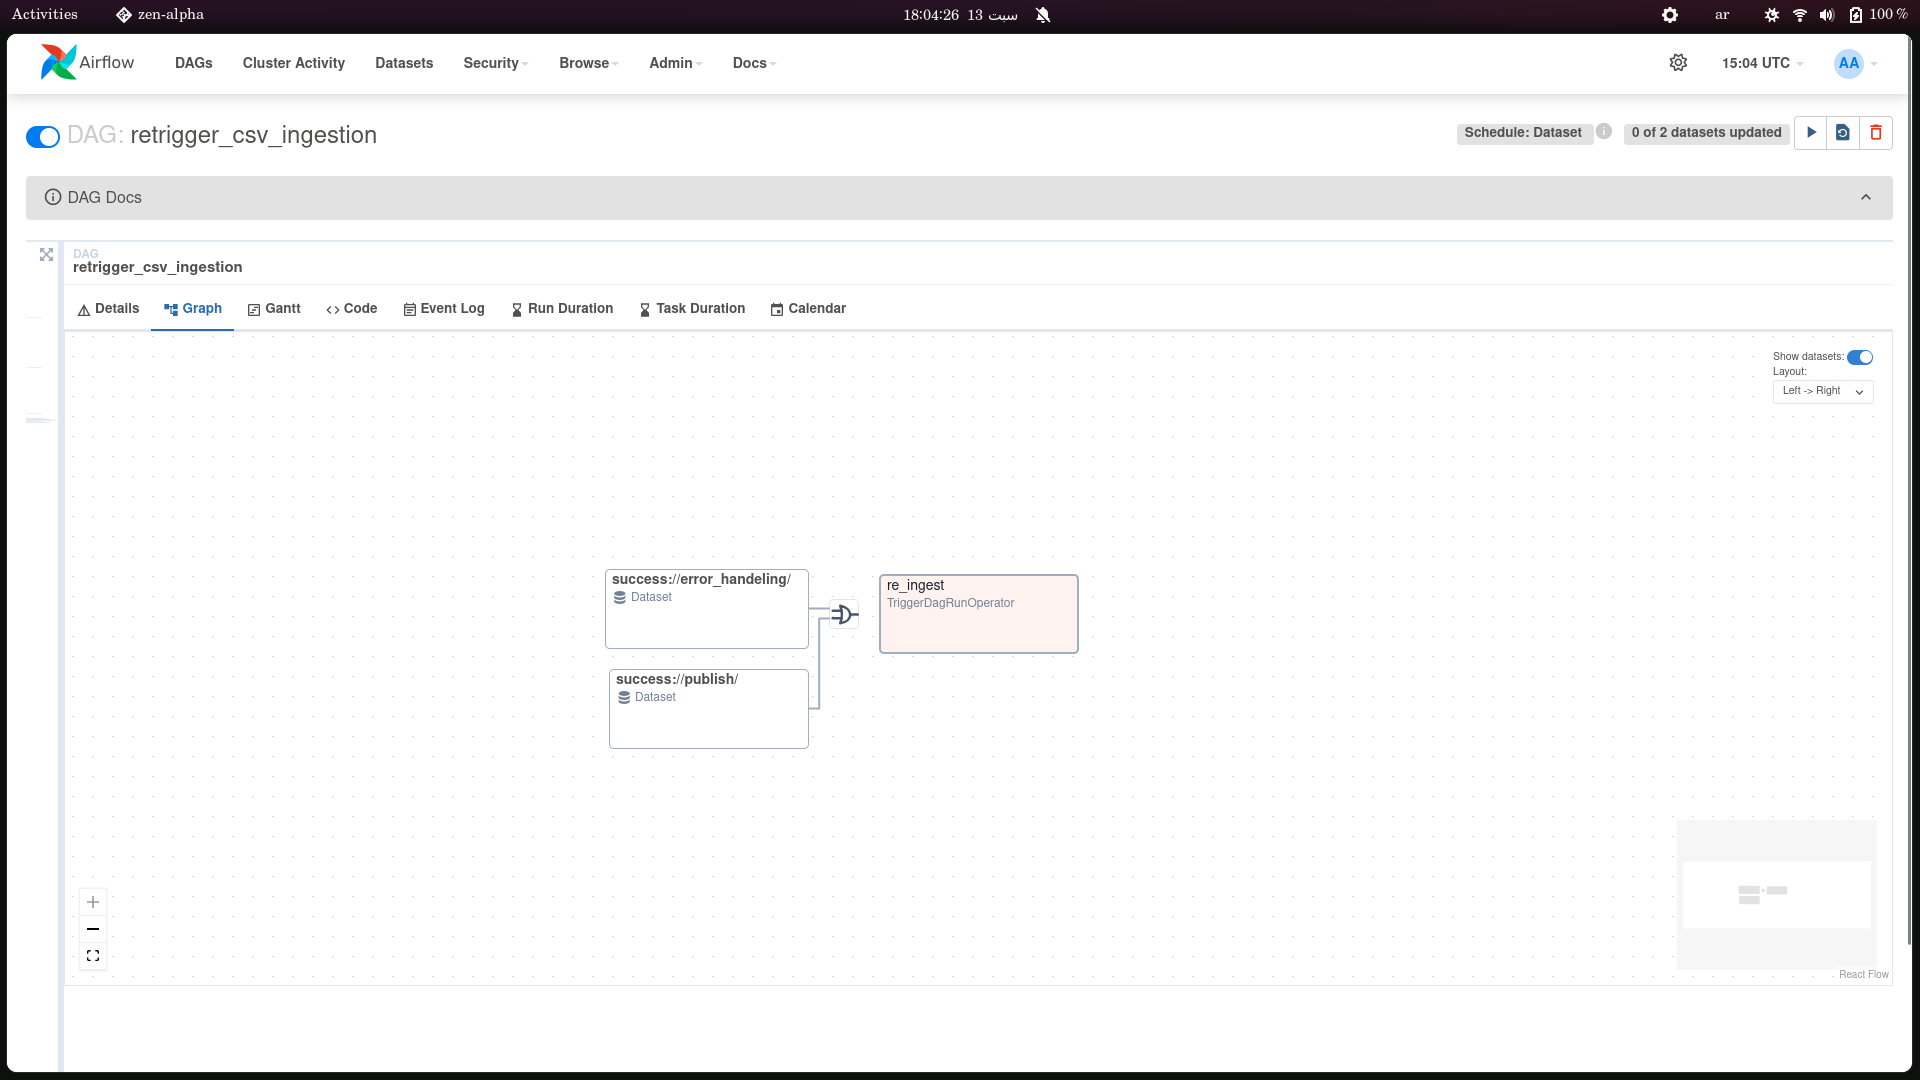 Activities zen-alpha 18:04:26 13 سبت ar 100 %
Airflow DAGs Cluster Activity Datasets Security Browse Admin Docs 15:04 UTC AA
DAG: retrigger_csv_ingestion Schedule: Dataset 0 of 2 datasets updated
DAG Docs
DAG
retrigger_csv_ingestion
Details Graph Gantt Code Event Log Run Duration Task Duration Calendar
Show datasets:
Layout:
Left -> Right
success://error_handeling/
Dataset
re_ingest
TriggerDagRunOperator
success://publish/
Dataset
React Flow